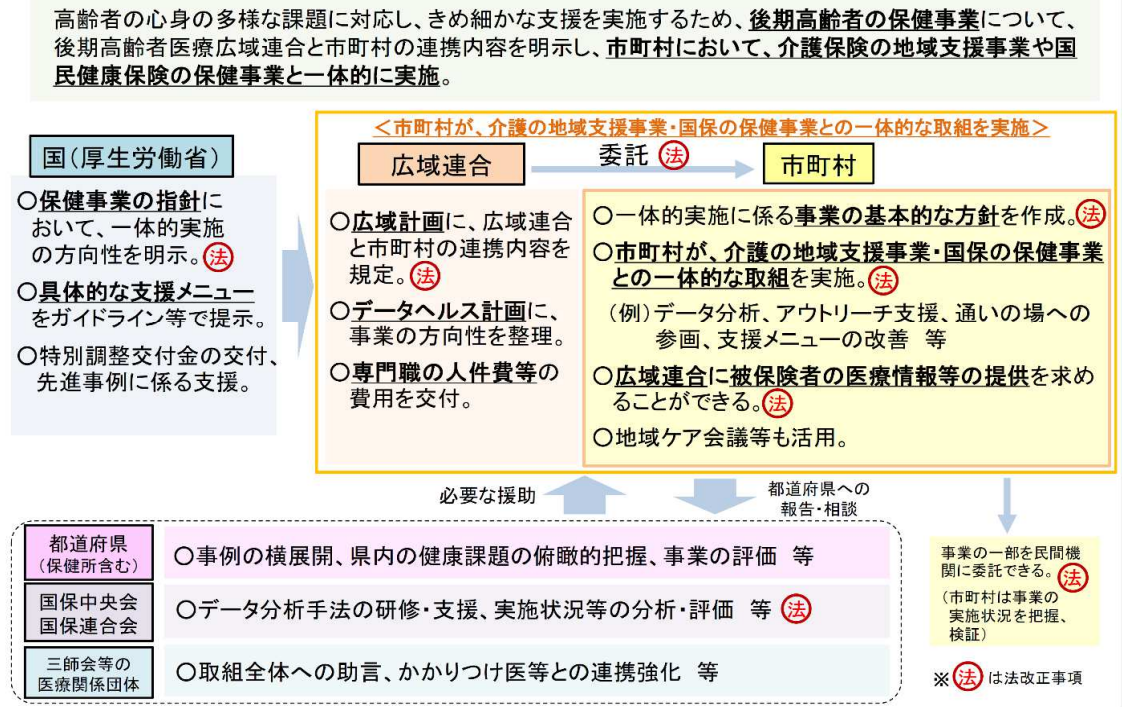 高齢者の心身の多様な課題に対応し、きめ細かな支援を実施するため、後期高齢者の保健事業について、
後期高齢者医療広域連合と市町村の連携内容を明示し、市町村において、介護保険の地域支援事業や国
民健康保険の保健事業と一体的に実施。
＜市町村が、介護の地域支援事業・国保の保健事業との一体的な取組を実施＞
国（厚生労働省）
○保健事業の指針に
おいて、一体的実施
の方向性を明示。法
○具体的な支援メニュー
をガイドライン等で提示。
○特別調整交付金の交付、
先進事例に係る支援。
広域連合
委託 法
市町村
○広域計画に、広域連合
と市町村の連携内容を
規定。法
○データヘルス計画に、
事業の方向性を整理。
○専門職の人件費等の
費用を交付。
○一体的実施に係る事業の基本的な方針を作成。法
○市町村が、介護の地域支援事業・国保の保健事業
との一体的な取組を実施。法
（例）データ分析、アウトリーチ支援、通いの場への
参画、支援メニューの改善 等
○広域連合に被保険者の医療情報等の提供を求め
ることができる。法
○地域ケア会議等も活用。
必要な援助
都道府県への
報告・相談
都道府県
（保健所含む）
○事例の横展開、県内の健康課題の俯瞰的把握、事業の評価 等
国保中央会
国保連合会
○データ分析手法の研修・支援、実施状況等の分析・評価 等 法
三師会等の
医療関係団体
○取組全体への助言、かかりつけ医等との連携強化 等
事業の一部を民間機
関に委託できる。法
（市町村は事業の
実施状況を把握、
検証）
※法は法改正事項